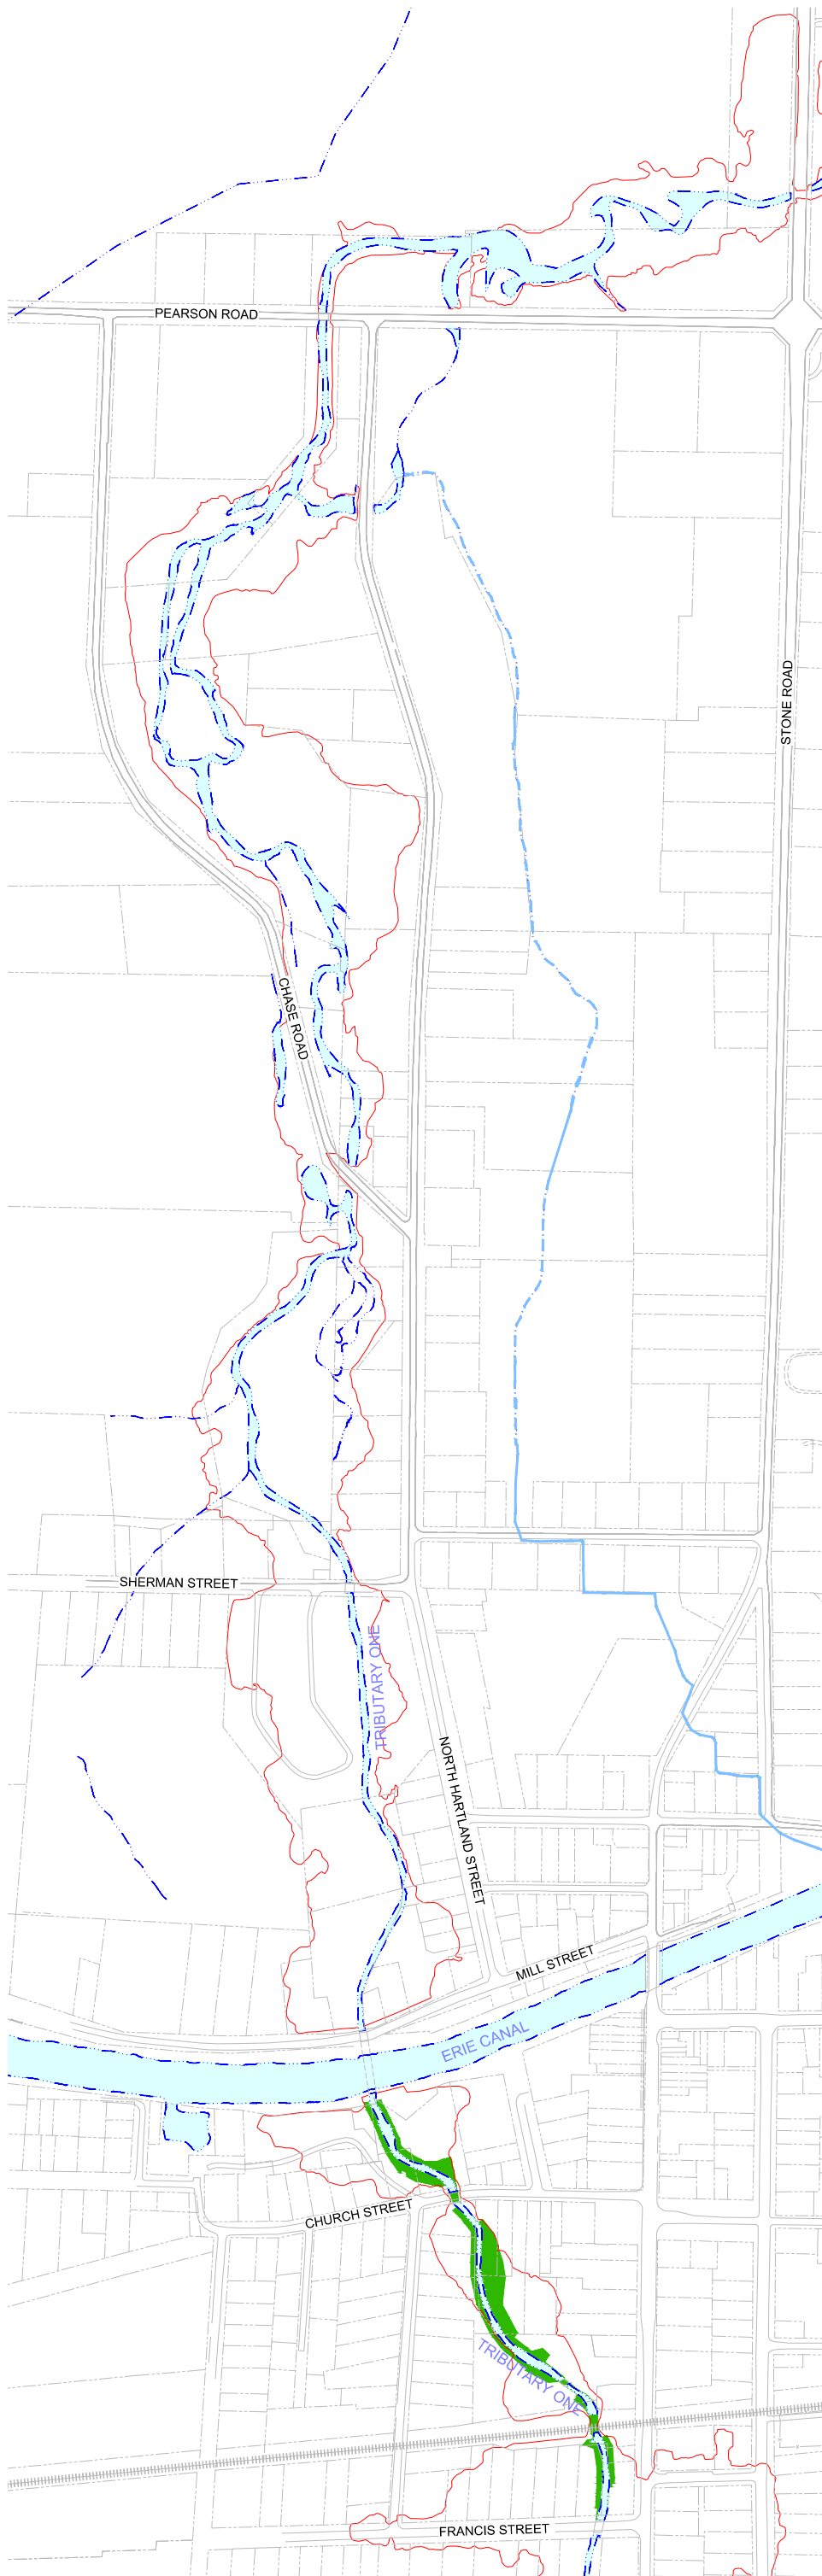 PEARSON ROAD
STONE ROAD
CHASE ROAD
SHERMAN STREET
TRIBUTARY ONE
NORTH HARTLAND STREET
MILL STREET
ERIE CANAL
CHURCH STREET
TRIBUTARY ONE
FRANCIS STREET